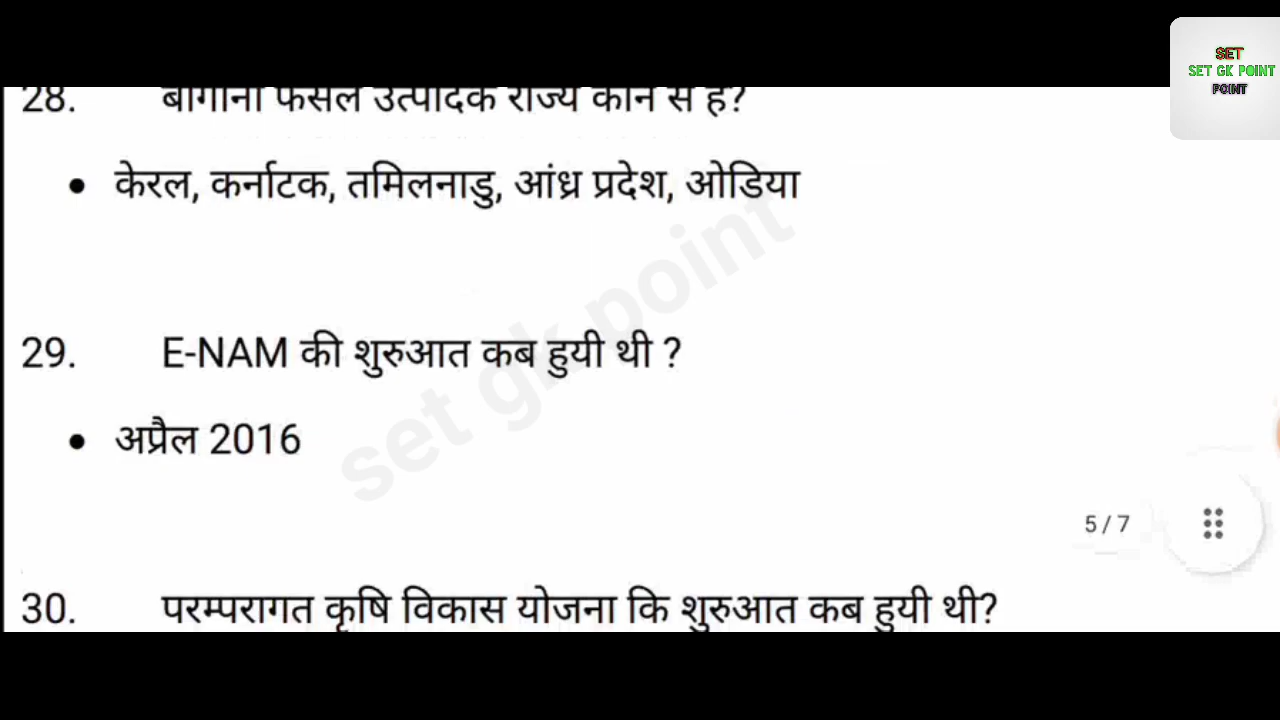 SET
SET GK POINT
POINT
28. बागानी फसल उत्पादक राज्य कौन से है?
• केरल, कर्नाटक, तमिलनाडु, आंध्र प्रदेश, ओडिया
set gk point
29. E-NAM की शुरुआत कब हुयी थी ?
• अप्रैल 2016
5 / 7
30. परम्परागत कृषि विकास योजना कि शुरुआत कब हुयी थी?